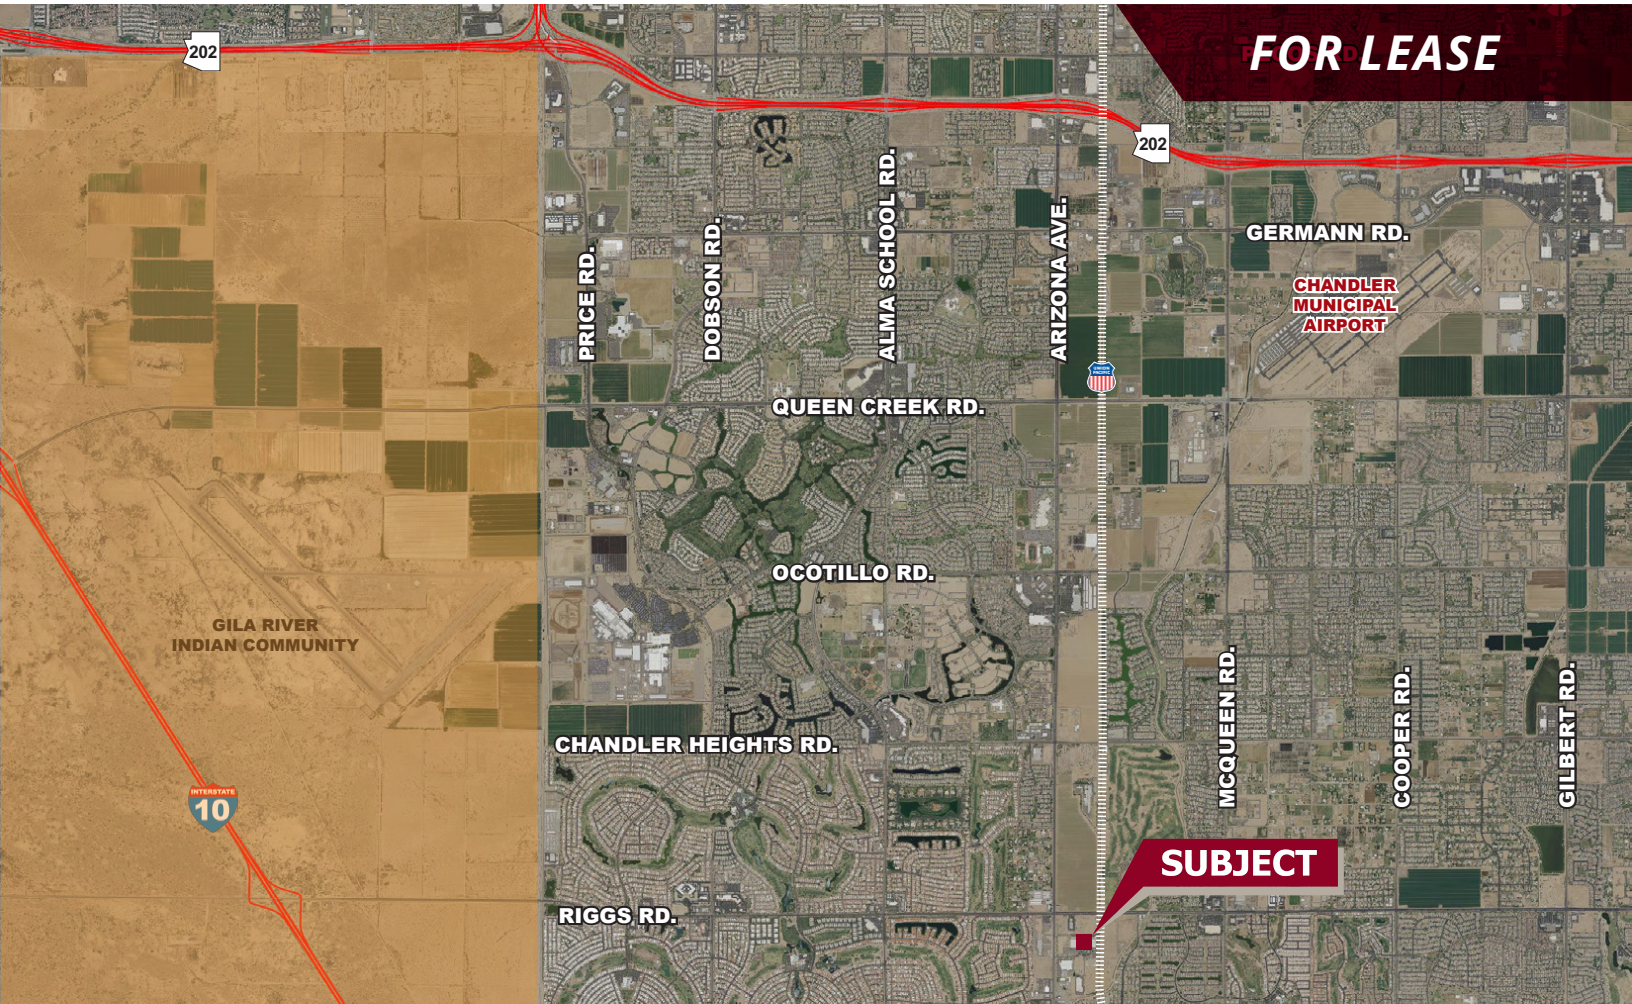 FOR LEASE
202
202
GERMANN RD.
CHANDLER
MUNICIPAL
AIRPORT
PRICE RD.
DOBSON RD.
ALMA SCHOOL RD.
ARIZONA AVE.
UNION
PACIFIC
QUEEN CREEK RD.
OCOTILLO RD.
GILA RIVER
INDIAN COMMUNITY
MCQUEEN RD.
COOPER RD.
GILBERT RD.
CHANDLER HEIGHTS RD.
INTERSTATE
10
SUBJECT
RIGGS RD.